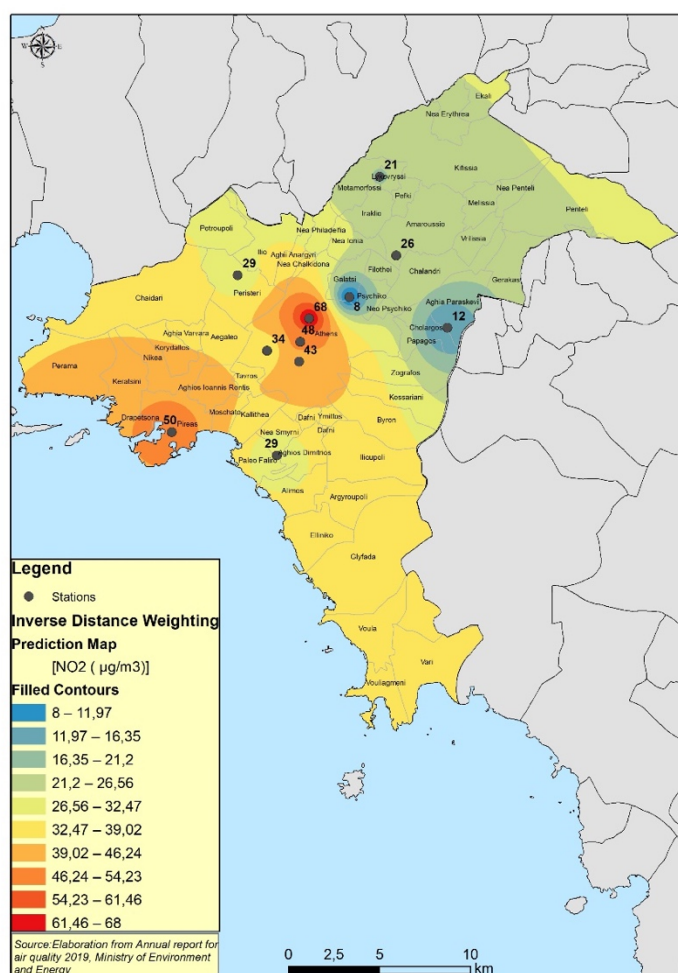 N
W E
S
Ekali
Nea Erythrea
21
Lykovrysai
Kifissia
Metamorfossi
Pefki
Nea Penteli
Melissia
Petroupoli
Iraklio
Amaroussio
Penteli
Nea Philadelfia
Nea Ionia
Vrilissia
26
Ilio
Aghii Anargyri
Nea Chalkidona
29
Filothei
Chalandri
Gerakas
Galatsi
Peristeri
Psychiko
Aghia Paraskevi
Chaidari
8
Neo Psychiko
68
12
Cholargos
Aghia Varvara
Aegaleo
48
Athens
Papagos
Korydallos
34
Nikea
43
Perama
Zografos
Keratsini
Tavros
Aghios Ioannis Rentis
Kossariani
Drapetsona
Moschato
Kallithea
Dafni
Ymittos
Byron
50
Pireas
Nea Smyrni
Dafni
29
Aghios Dimitrios
Paleo Faliro
Ilioupoli
Alimos
Argyroupoli
Elliniko
Glyfada
Voula
Vari
Vouliagmeni
Legend
Stations
Inverse Distance Weighting
Prediction Map
[NO2 ( µg/m3)]
Filled Contours
8 – 11,97
11,97 – 16,35
16,35 – 21,2
21,2 – 26,56
26,56 – 32,47
32,47 – 39,02
39,02 – 46,24
46,24 – 54,23
54,23 – 61,46
61,46 – 68
Source:Elaboration from Annual report for
air quality 2019, Ministry of Environment
and Energy
0 2,5 5 10
km